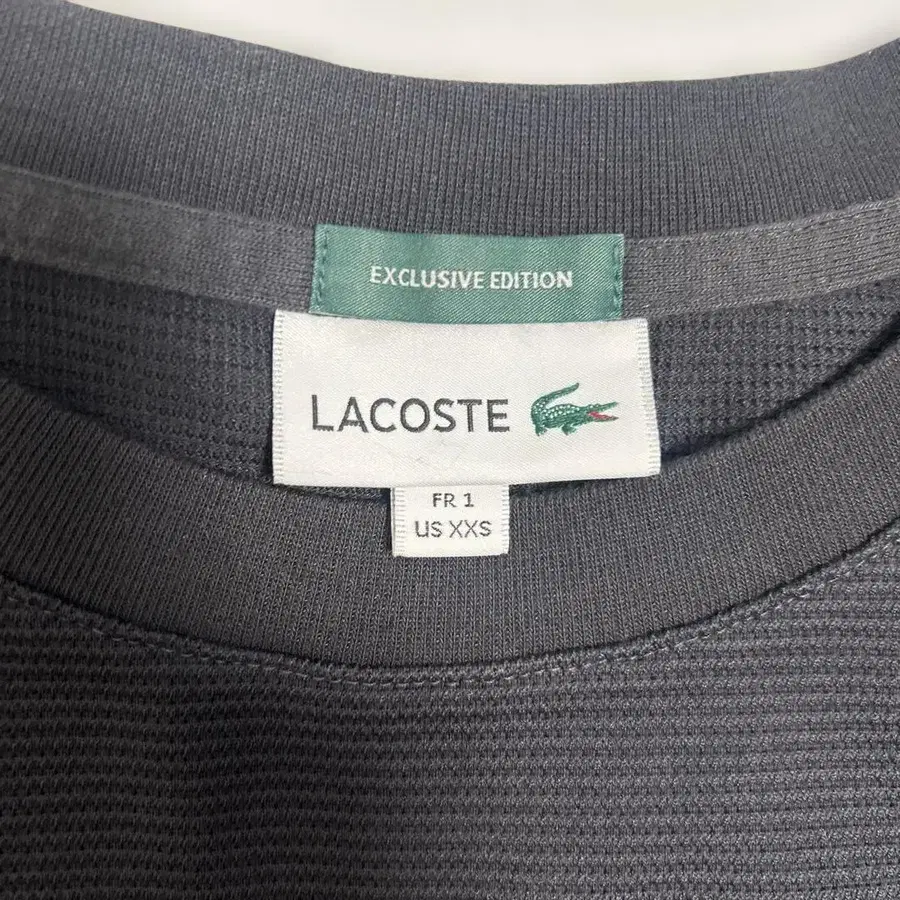 EXCLUSIVE EDITION
LACOSTE
FR 1
US XXS